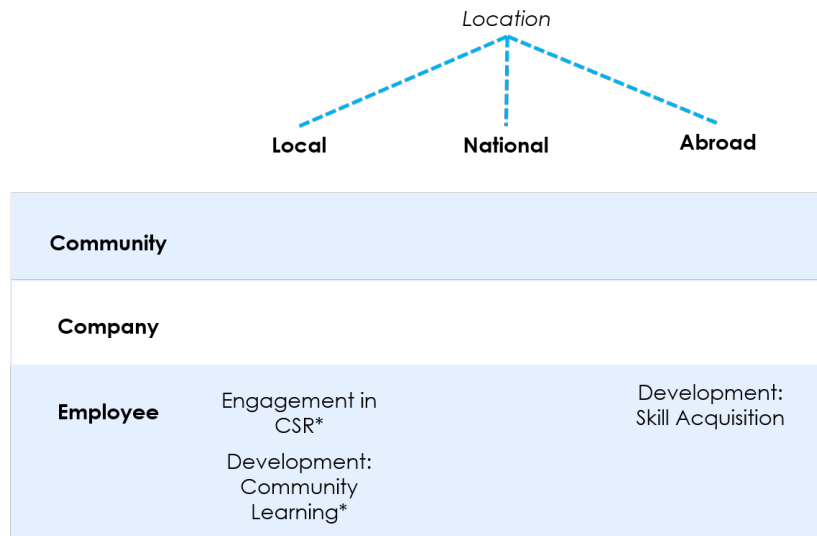 Location
Local
National
Abroad
Community
Company
Employee
Engagement in
CSR*
Development:
Community
Learning*
Development:
Skill Acquisition